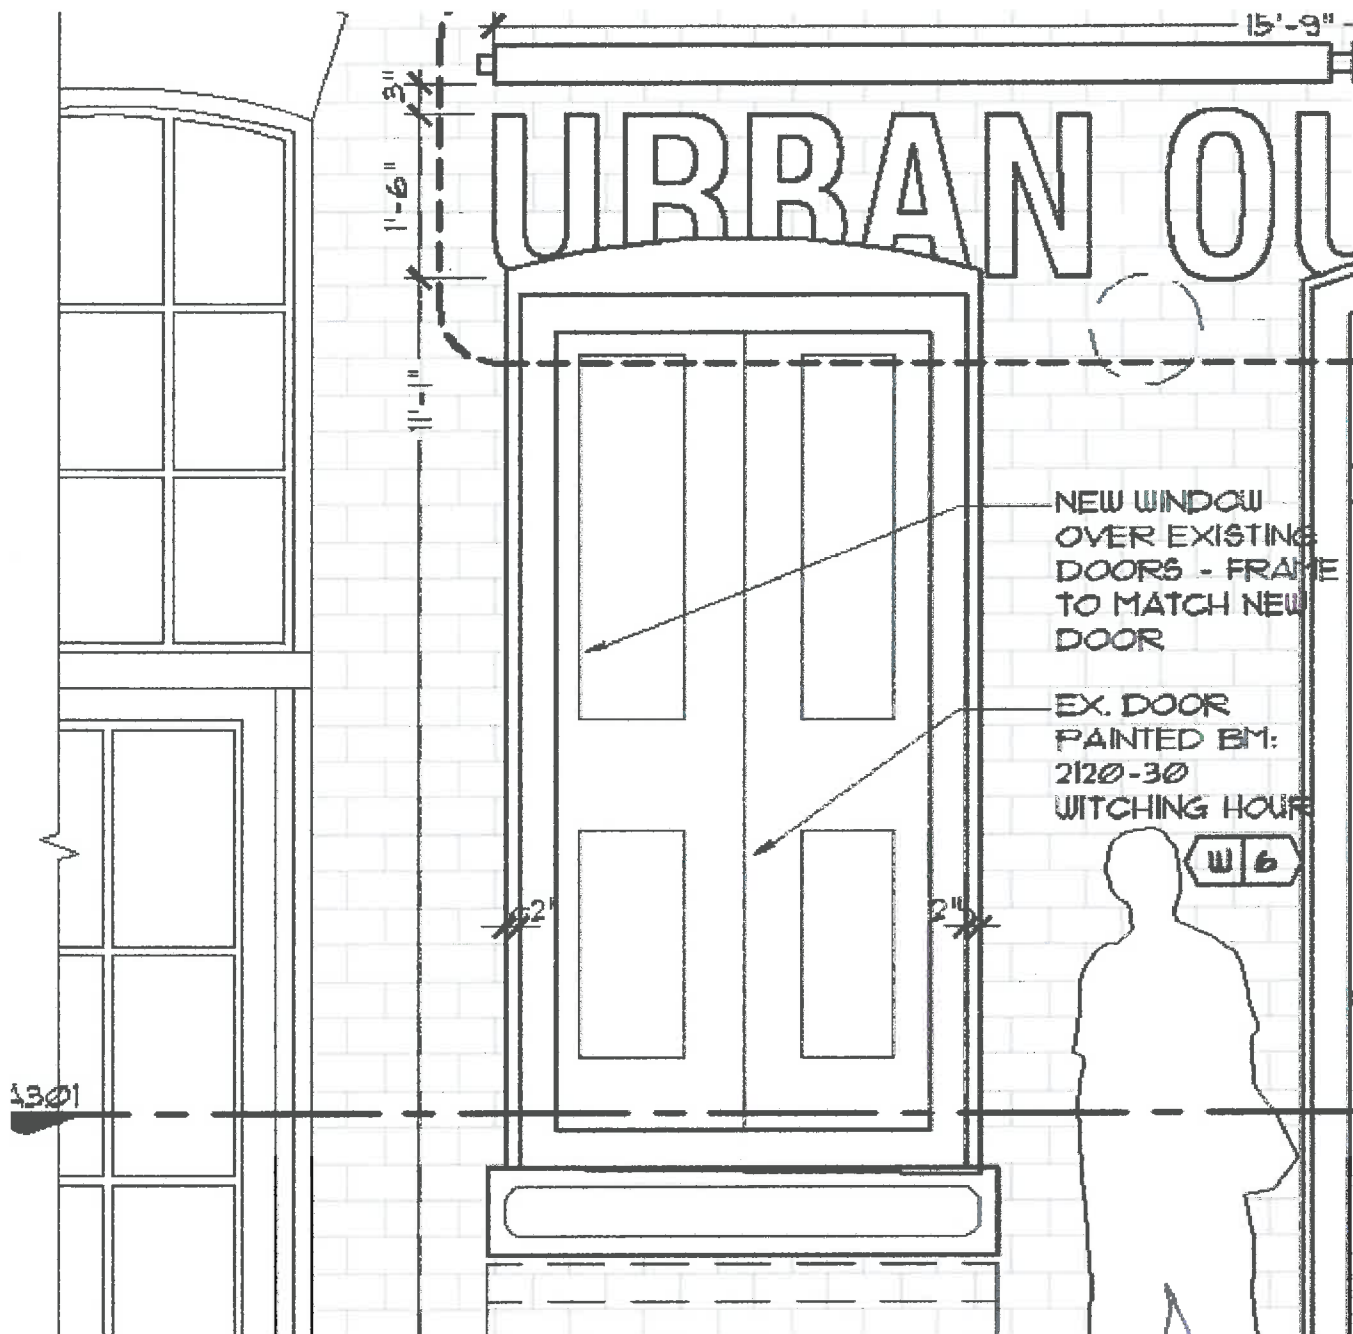 15'-9"
3"
URBAN OU
1'-6"
11'-1"
NEW WINDOW
OVER EXISTING
DOORS - FRAME
TO MATCH NEW
DOOR
EX. DOOR
PAINTED BM:
2120-30
WITCHING HOUR
W 6
2"
2"
A301